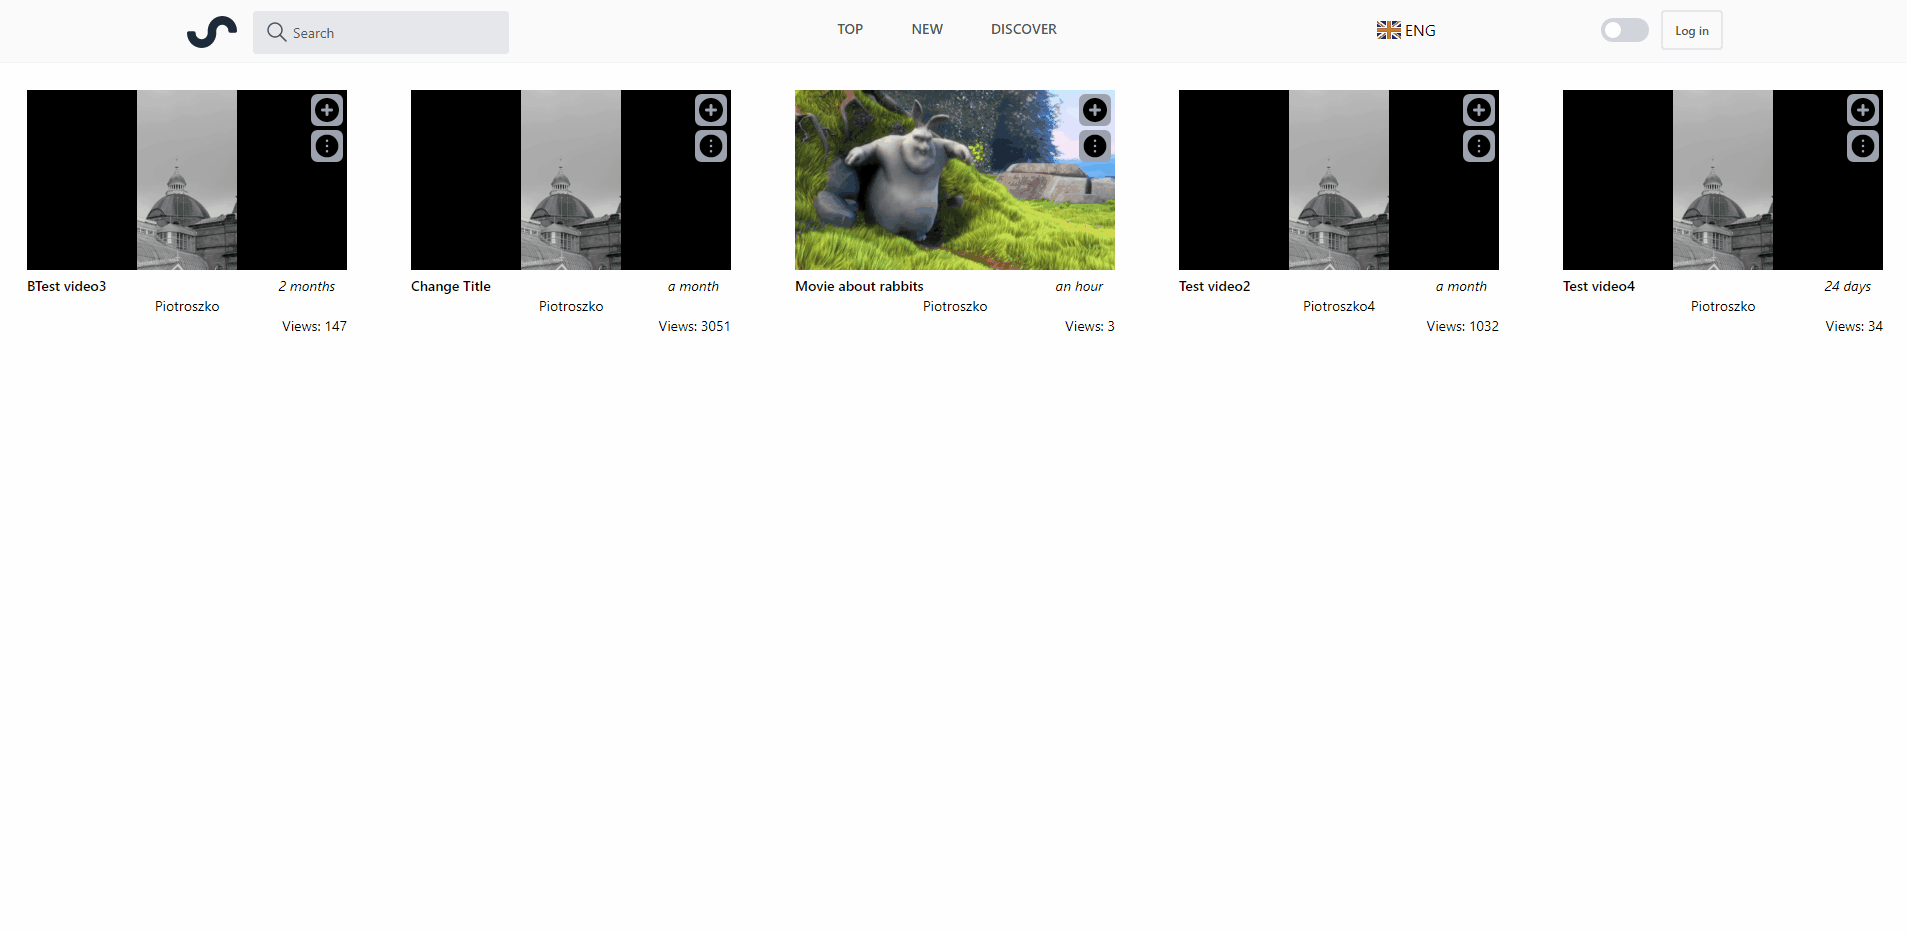 Search
TOP NEW DISCOVER
ENG
Log in
BTest video3 2 months
Piotroszko
Views: 147
Change Title a month
Piotroszko
Views: 3051
Movie about rabbits an hour
Piotroszko
Views: 3
Test video2 a month
Piotroszko4
Views: 1032
Test video4 24 days
Piotroszko
Views: 34